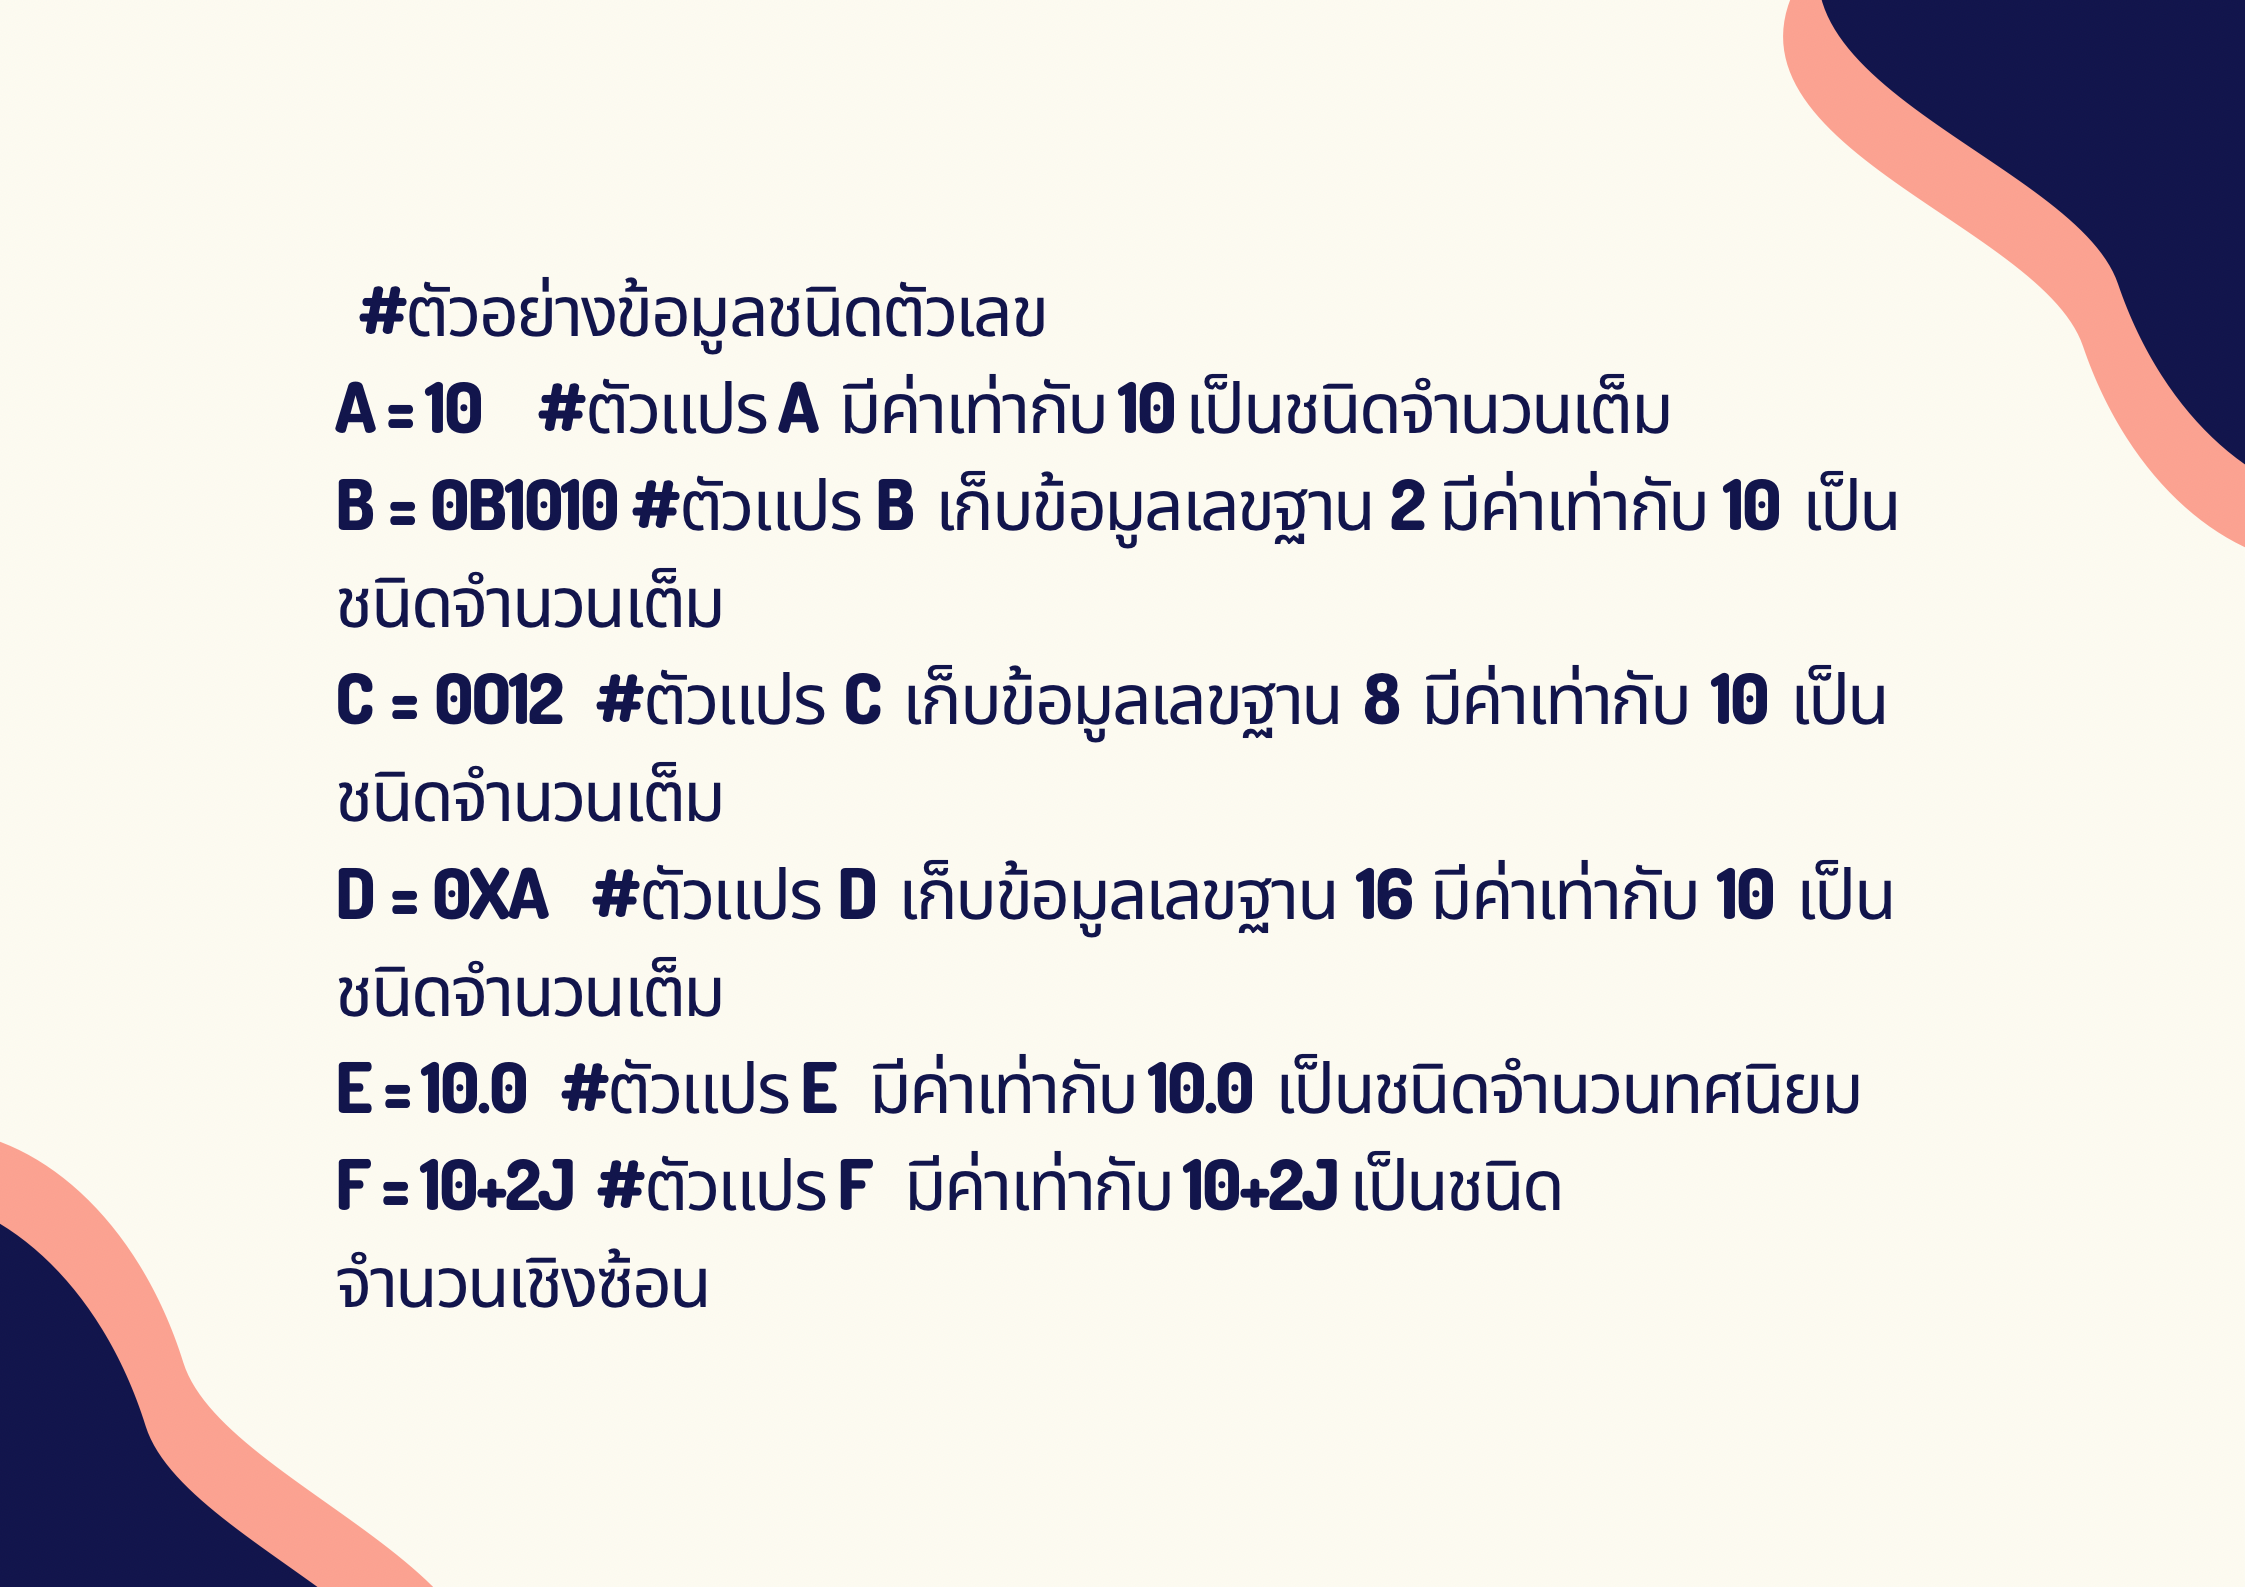 #ตัวอย่างข้อมูลชนิดตัวเลข
A = 10 #ตัวแปร A มีค่าเท่ากับ 10 เป็นชนิดจำนวนเต็ม
B = 0B1010 #ตัวแปร B เก็บข้อมูลเลขฐาน 2 มีค่าเท่ากับ 10 เป็น
ชนิดจำนวนเต็ม
C = 0O12 #ตัวแปร C เก็บข้อมูลเลขฐาน 8 มีค่าเท่ากับ 10 เป็น
ชนิดจำนวนเต็ม
D = 0XA #ตัวแปร D เก็บข้อมูลเลขฐาน 16 มีค่าเท่ากับ 10 เป็น
ชนิดจำนวนเต็ม
E = 10.0 #ตัวแปร E มีค่าเท่ากับ 10.0 เป็นชนิดจำนวนทศนิยม
F = 10+2J #ตัวแปร F มีค่าเท่ากับ 10+2J เป็นชนิด
จำนวนเชิงซ้อน